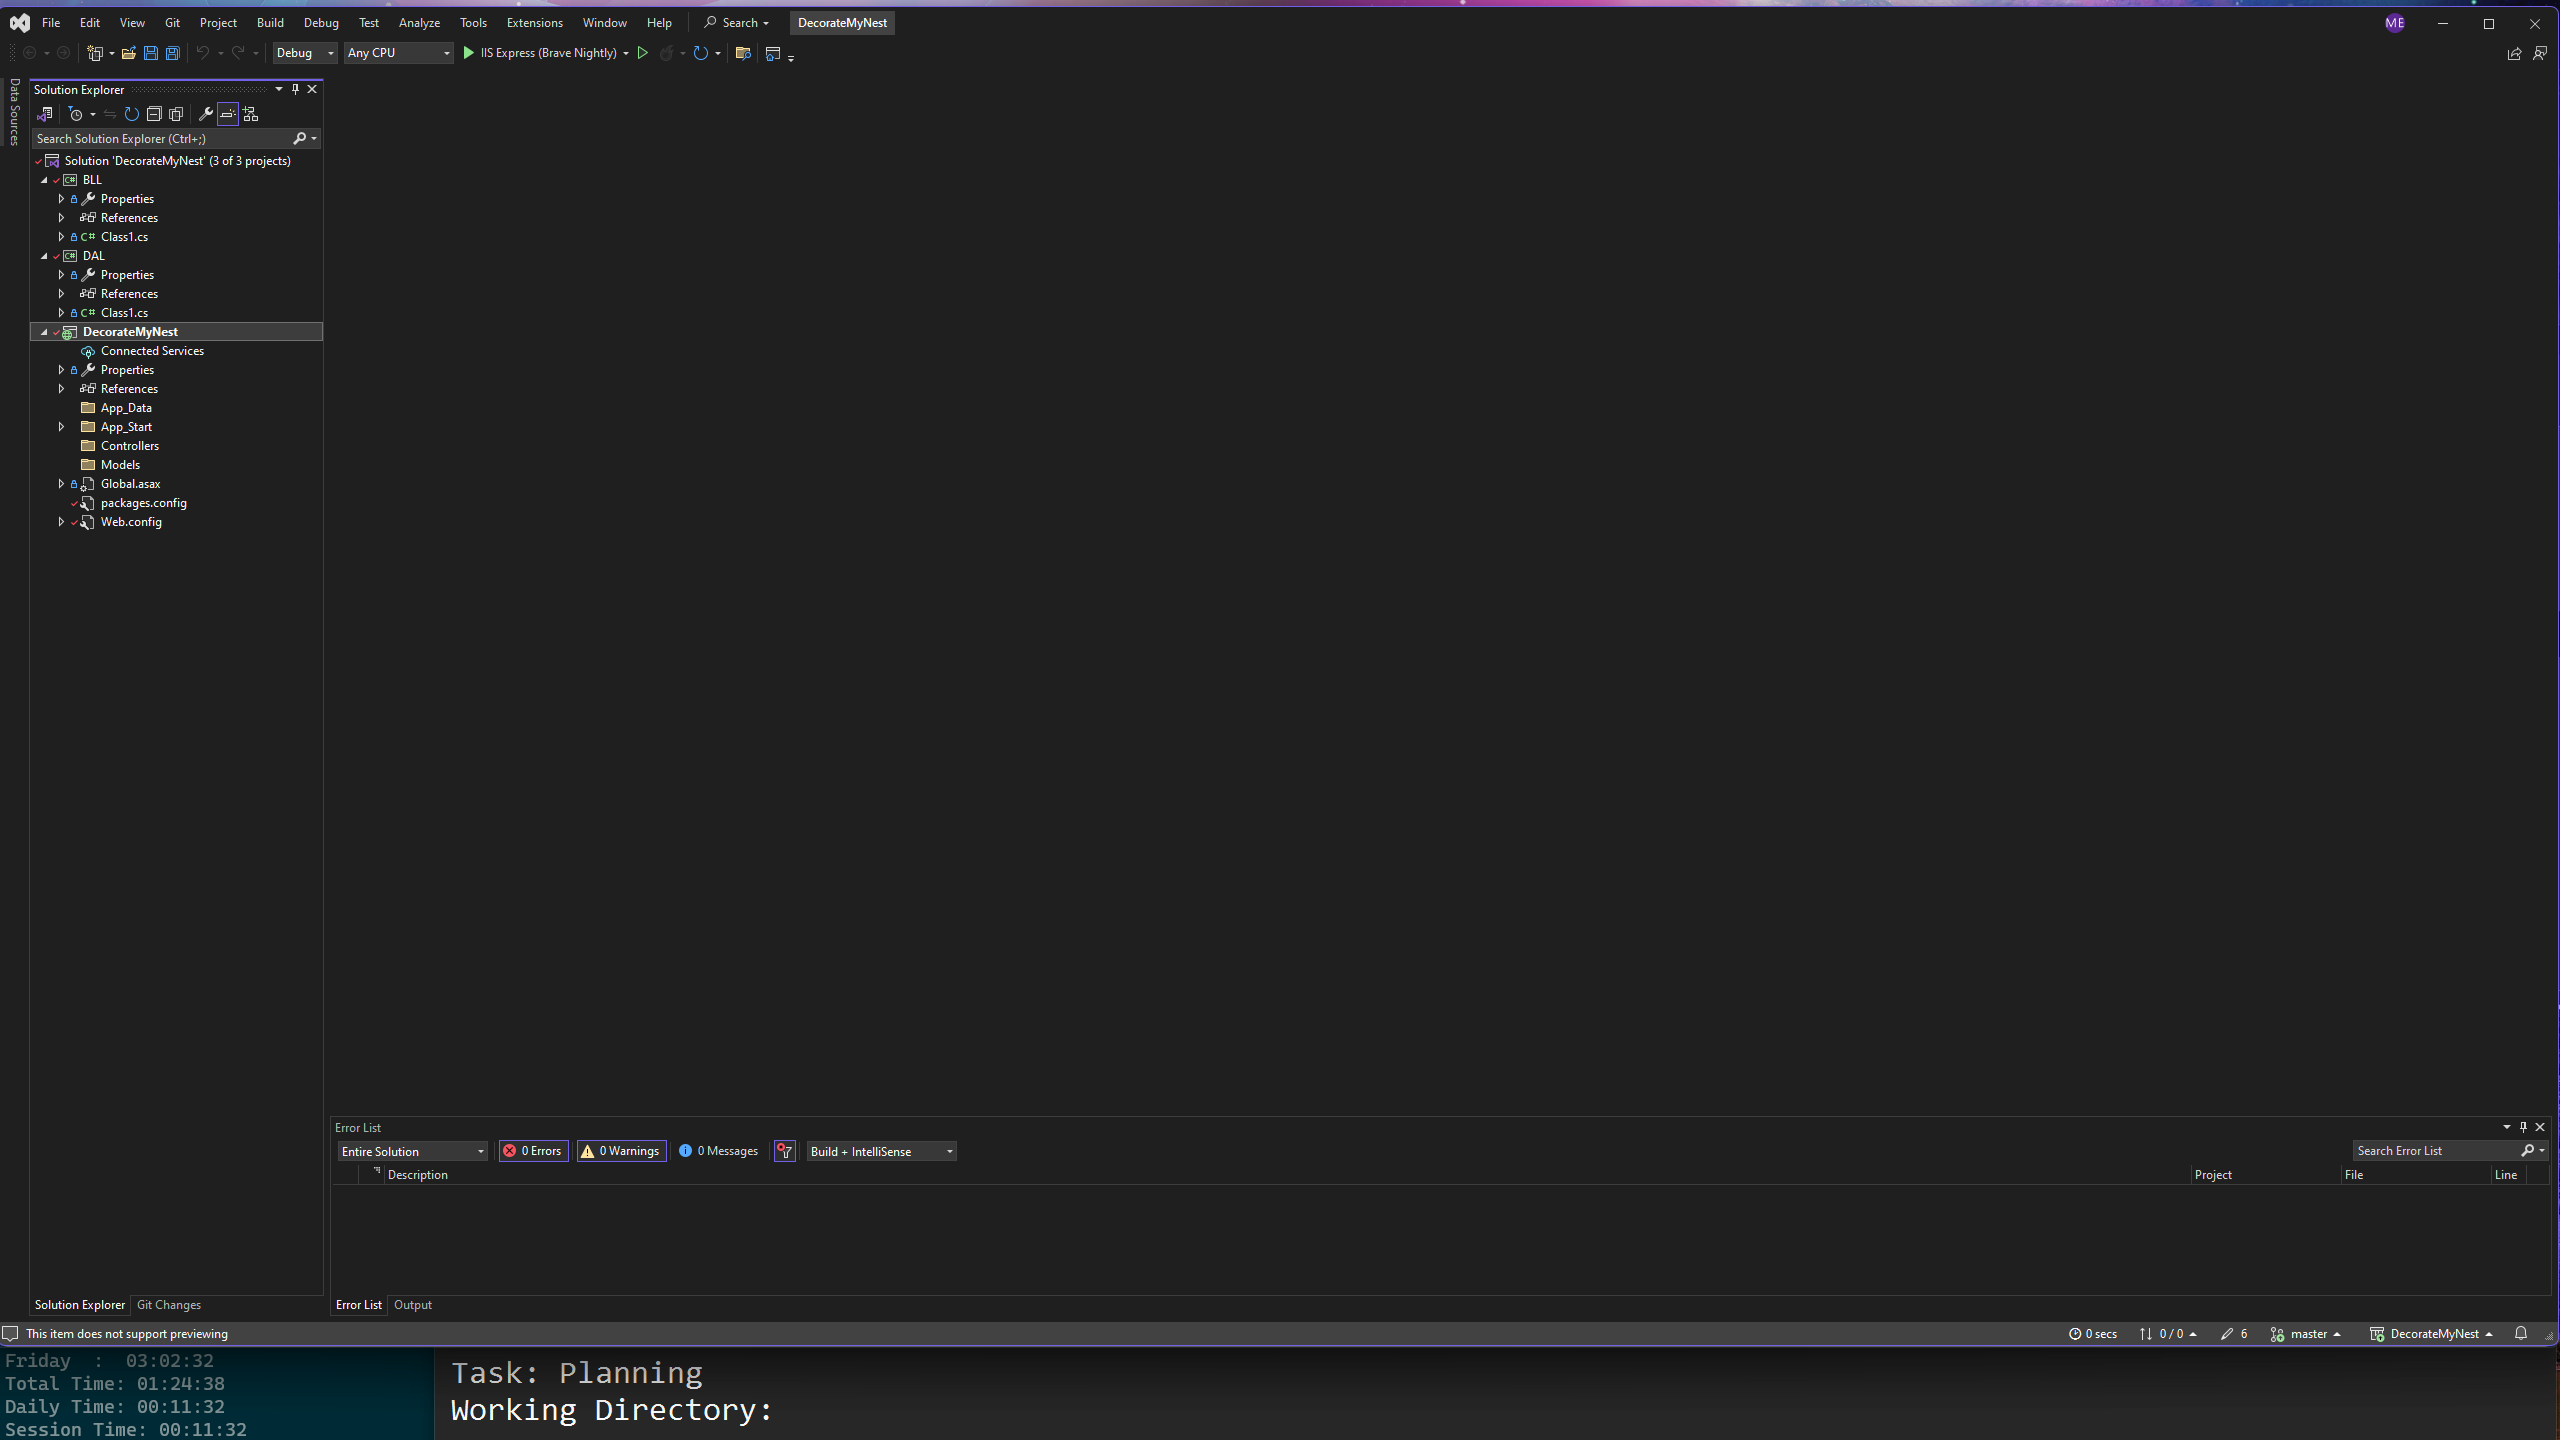 File Edit View Git Project Build Debug Test Analyze Tools Extensions Window Help Search DecorateMyNest ME
Debug Any CPU IIS Express (Brave Nightly)
Data Sources
Solution Explorer
Search Solution Explorer (Ctrl+;)
Solution 'DecorateMyNest' (3 of 3 projects)
BLL
Properties
References
C# Class1.cs
DAL
Properties
References
C# Class1.cs
DecorateMyNest
Connected Services
Properties
References
App_Data
App_Start
Controllers
Models
Global.asax
packages.config
Web.config
Solution Explorer Git Changes
Error List
Entire Solution 0 Errors 0 Warnings 0 Messages Build + IntelliSense Search Error List
Description Project File Line
Error List Output
This item does not support previewing 0 secs 0 / 0 6 master DecorateMyNest
Friday : 03:02:32
Total Time: 01:24:38
Daily Time: 00:11:32
Session Time: 00:11:32
Task: Planning
Working Directory: